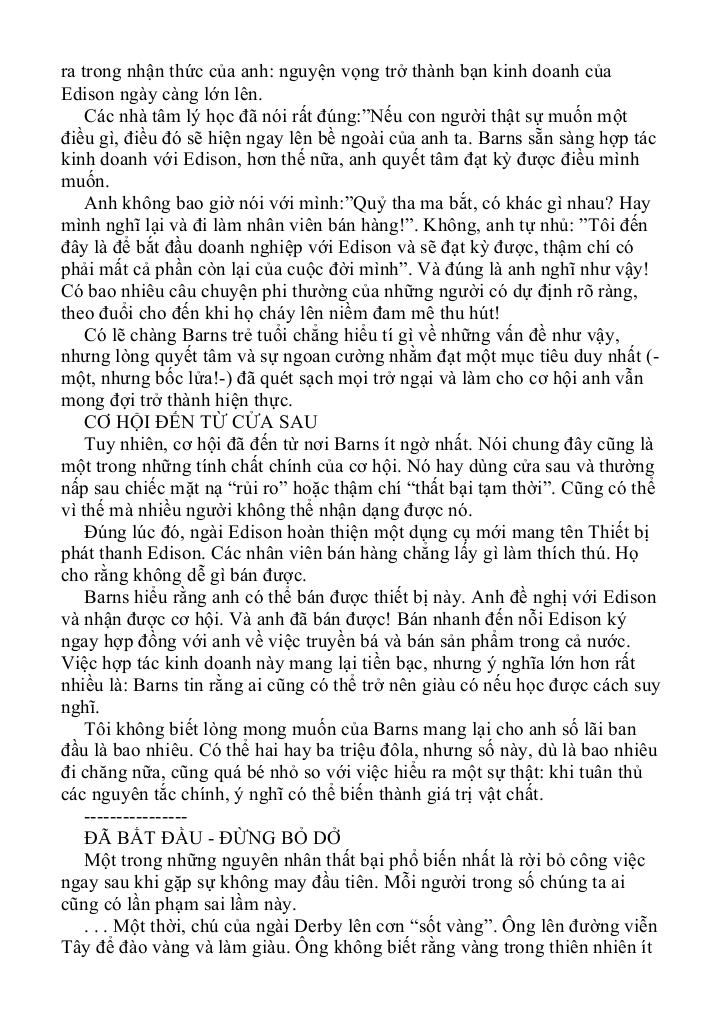 ra trong nhận thức của anh: nguyện vọng trở thành bạn kinh doanh của
Edison ngày càng lớn lên.
Các nhà tâm lý học đã nói rất đúng:”Nếu con người thật sự muốn một
điều gì, điều đó sẽ hiện ngay lên bề ngoài của anh ta. Barns sẵn sàng hợp tác
kinh doanh với Edison, hơn thế nữa, anh quyết tâm đạt kỳ được điều mình
muốn.
Anh không bao giờ nói với mình:”Quỷ tha ma bắt, có khác gì nhau? Hay
mình nghĩ lại và đi làm nhân viên bán hàng!”. Không, anh tự nhủ: ”Tôi đến
đây là để bắt đầu doanh nghiệp với Edison và sẽ đạt kỳ được, thậm chí có
phải mất cả phần còn lại của cuộc đời mình”. Và đúng là anh nghĩ như vậy!
Có bao nhiêu câu chuyện phi thường của những người có dự định rõ ràng,
theo đuổi cho đến khi họ cháy lên niềm đam mê thu hút!
Có lẽ chàng Barns trẻ tuổi chẳng hiểu tí gì về những vấn đề như vậy,
nhưng lòng quyết tâm và sự ngoan cường nhằm đạt một mục tiêu duy nhất (-
một, nhưng bốc lửa!-) đã quét sạch mọi trở ngại và làm cho cơ hội anh vẫn
mong đợi trở thành hiện thực.
CƠ HỘI ĐẾN TỪ CỬA SAU
Tuy nhiên, cơ hội đã đến từ nơi Barns ít ngờ nhất. Nói chung đây cũng là
một trong những tính chất chính của cơ hội. Nó hay dùng cửa sau và thường
nấp sau chiếc mặt nạ “rủi ro” hoặc thậm chí “thất bại tạm thời”. Cũng có thể
vì thế mà nhiều người không thể nhận dạng được nó.
Đúng lúc đó, ngài Edison hoàn thiện một dụng cụ mới mang tên Thiết bị
phát thanh Edison. Các nhân viên bán hàng chẳng lấy gì làm thích thú. Họ
cho rằng không dễ gì bán được.
Barns hiểu rằng anh có thể bán được thiết bị này. Anh đề nghị với Edison
và nhận được cơ hội. Và anh đã bán được! Bán nhanh đến nỗi Edison ký
ngay hợp đồng với anh về việc truyền bá và bán sản phẩm trong cả nước.
Việc hợp tác kinh doanh này mang lại tiền bạc, nhưng ý nghĩa lớn hơn rất
nhiều là: Barns tin rằng ai cũng có thể trở nên giàu có nếu học được cách suy
nghĩ.
Tôi không biết lòng mong muốn của Barns mang lại cho anh số lãi ban
đầu là bao nhiêu. Có thể hai hay ba triệu đôla, nhưng số này, dù là bao nhiêu
đi chăng nữa, cũng quá bé nhỏ so với việc hiểu ra một sự thật: khi tuân thủ
các nguyên tắc chính, ý nghĩ có thể biến thành giá trị vật chất.
----------------
ĐÃ BẮT ĐẦU - ĐỪNG BỎ DỞ
Một trong những nguyên nhân thất bại phổ biến nhất là rời bỏ công việc
ngay sau khi gặp sự không may đầu tiên. Mỗi người trong số chúng ta ai
cũng có lần phạm sai lầm này.
. . . Một thời, chú của ngài Derby lên cơn “sốt vàng”. Ông lên đường viễn
Tây để đào vàng và làm giàu. Ông không biết rằng vàng trong thiên nhiên ít